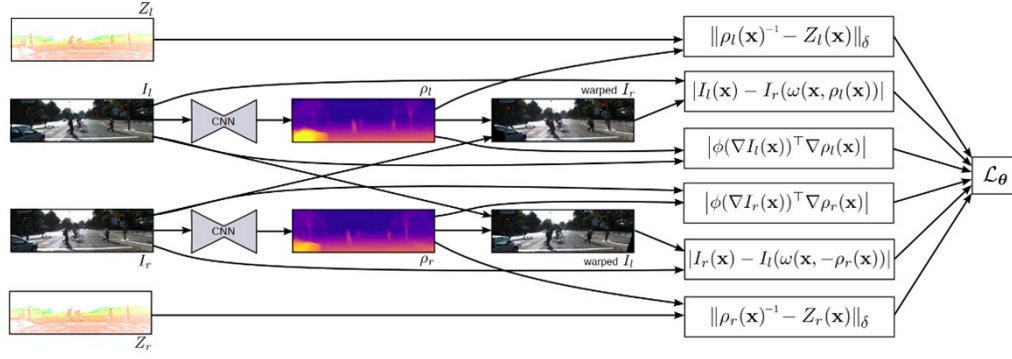 Z_l
‖ρ_l(x)⁻¹ − Z_l(x)‖_δ
I_l
CNN
ρ_l
warped I_r
|I_l(x) − I_r(ω(x, ρ_l(x))|
|ϕ(∇I_l(x))^⊤∇ρ_l(x)|
ℒ_θ
|ϕ(∇I_r(x))^⊤∇ρ_r(x)|
CNN
I_r
ρ_r
warped I_l
|I_r(x) − I_l(ω(x, −ρ_r(x))|
‖ρ_r(x)⁻¹ − Z_r(x)‖_δ
Z_r